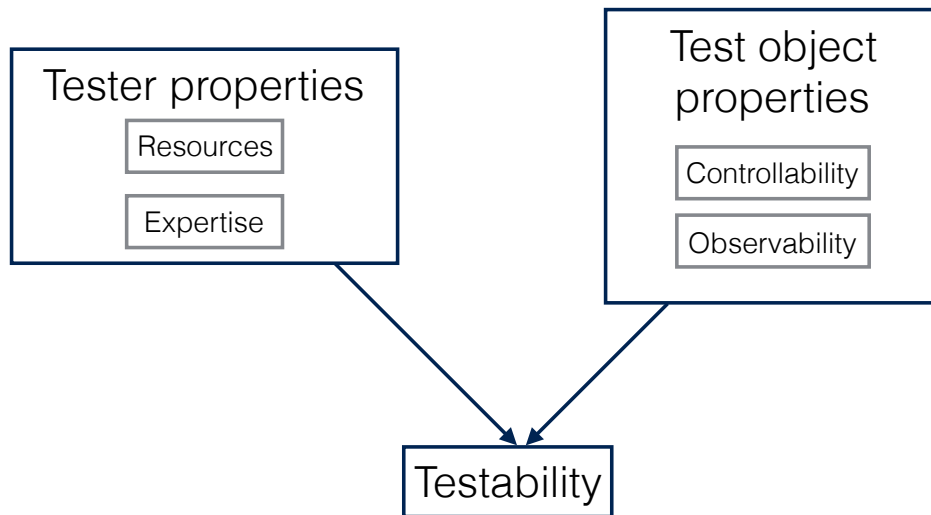 Tester properties
Resources
Expertise
Test object
properties
Controllability
Observability
Testability